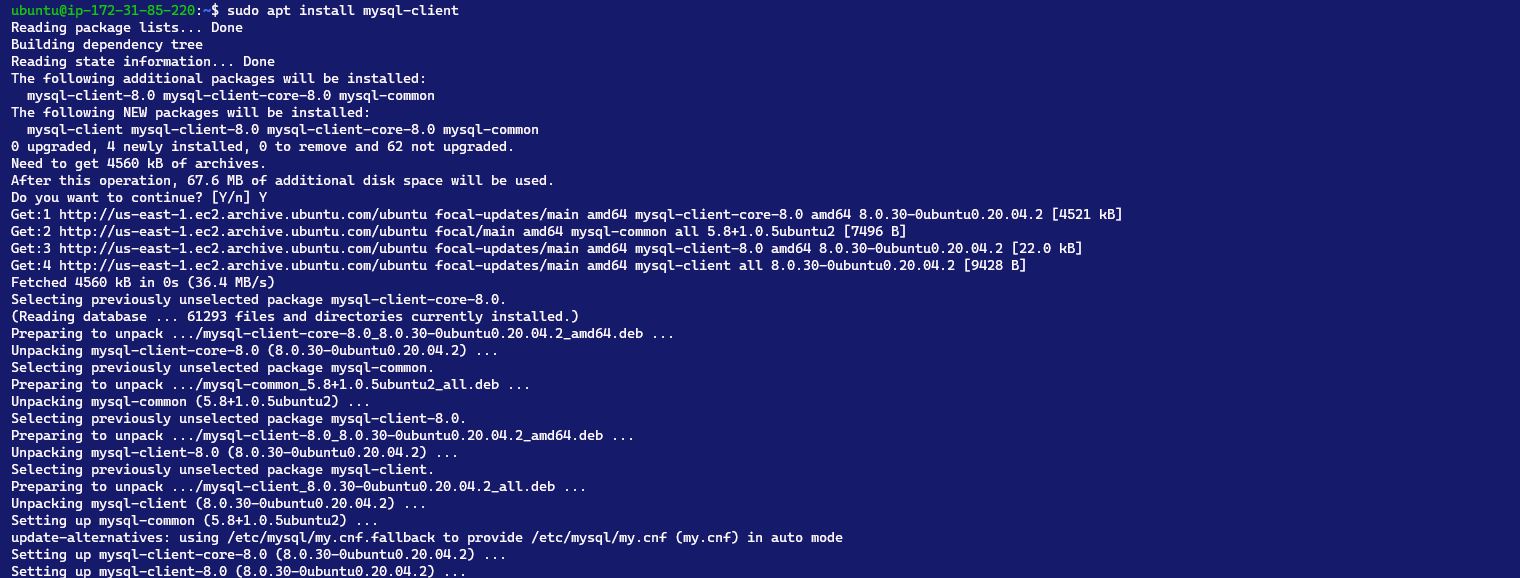 ubuntu@ip-172-31-85-220:~$ sudo apt install mysql-client
Reading package lists... Done
Building dependency tree
Reading state information... Done
The following additional packages will be installed:
  mysql-client-8.0 mysql-client-core-8.0 mysql-common
The following NEW packages will be installed:
  mysql-client mysql-client-8.0 mysql-client-core-8.0 mysql-common
0 upgraded, 4 newly installed, 0 to remove and 62 not upgraded.
Need to get 4560 kB of archives.
After this operation, 67.6 MB of additional disk space will be used.
Do you want to continue? [Y/n] Y
Get:1 http://us-east-1.ec2.archive.ubuntu.com/ubuntu focal-updates/main amd64 mysql-client-core-8.0 amd64 8.0.30-0ubuntu0.20.04.2 [4521 kB]
Get:2 http://us-east-1.ec2.archive.ubuntu.com/ubuntu focal/main amd64 mysql-common all 5.8+1.0.5ubuntu2 [7496 B]
Get:3 http://us-east-1.ec2.archive.ubuntu.com/ubuntu focal-updates/main amd64 mysql-client-8.0 amd64 8.0.30-0ubuntu0.20.04.2 [22.0 kB]
Get:4 http://us-east-1.ec2.archive.ubuntu.com/ubuntu focal-updates/main amd64 mysql-client all 8.0.30-0ubuntu0.20.04.2 [9428 B]
Fetched 4560 kB in 0s (36.4 MB/s)
Selecting previously unselected package mysql-client-core-8.0.
(Reading database ... 61293 files and directories currently installed.)
Preparing to unpack .../mysql-client-core-8.0_8.0.30-0ubuntu0.20.04.2_amd64.deb ...
Unpacking mysql-client-core-8.0 (8.0.30-0ubuntu0.20.04.2) ...
Selecting previously unselected package mysql-common.
Preparing to unpack .../mysql-common_5.8+1.0.5ubuntu2_all.deb ...
Unpacking mysql-common (5.8+1.0.5ubuntu2) ...
Selecting previously unselected package mysql-client-8.0.
Preparing to unpack .../mysql-client-8.0_8.0.30-0ubuntu0.20.04.2_amd64.deb ...
Unpacking mysql-client-8.0 (8.0.30-0ubuntu0.20.04.2) ...
Selecting previously unselected package mysql-client.
Preparing to unpack .../mysql-client_8.0.30-0ubuntu0.20.04.2_all.deb ...
Unpacking mysql-client (8.0.30-0ubuntu0.20.04.2) ...
Setting up mysql-common (5.8+1.0.5ubuntu2) ...
update-alternatives: using /etc/mysql/my.cnf.fallback to provide /etc/mysql/my.cnf (my.cnf) in auto mode
Setting up mysql-client-core-8.0 (8.0.30-0ubuntu0.20.04.2) ...
Setting up mysql-client-8.0 (8.0.30-0ubuntu0.20.04.2) ...